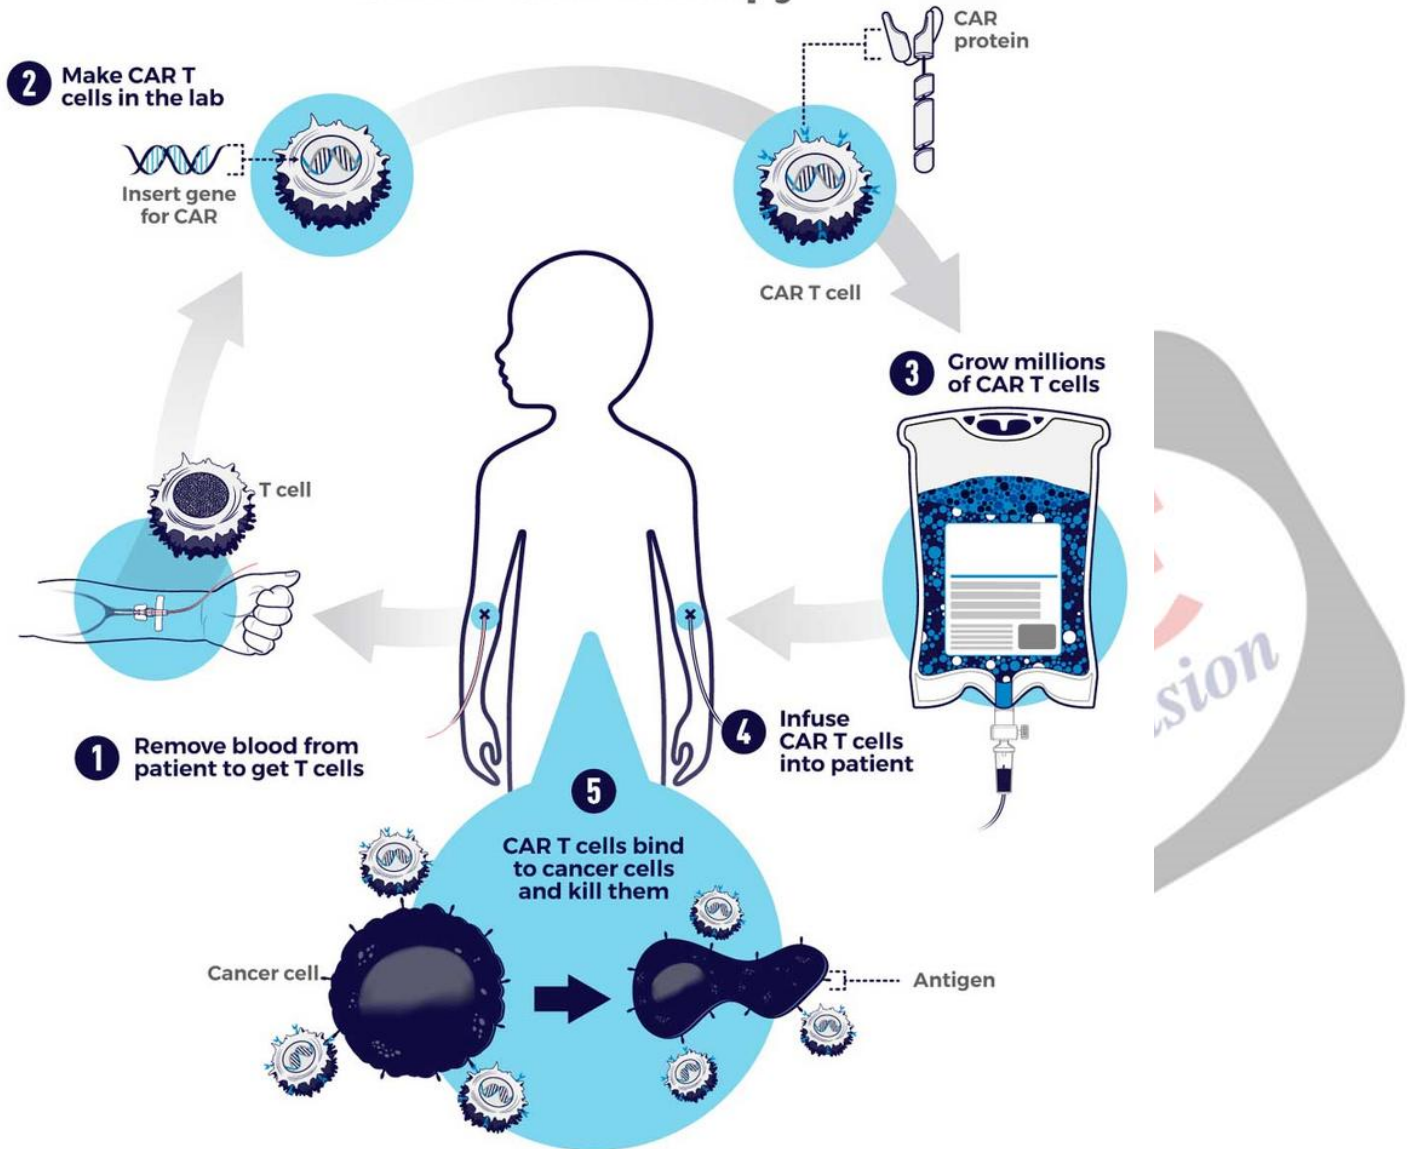 CAR
protein
2
Make CAR T
cells in the lab
Insert gene
for CAR
CAR T cell
3
Grow millions
of CAR T cells
T cell
1
Remove blood from
patient to get T cells
4
Infuse
CAR T cells
into patient
5
CAR T cells bind
to cancer cells
and kill them
Cancer cell
Antigen